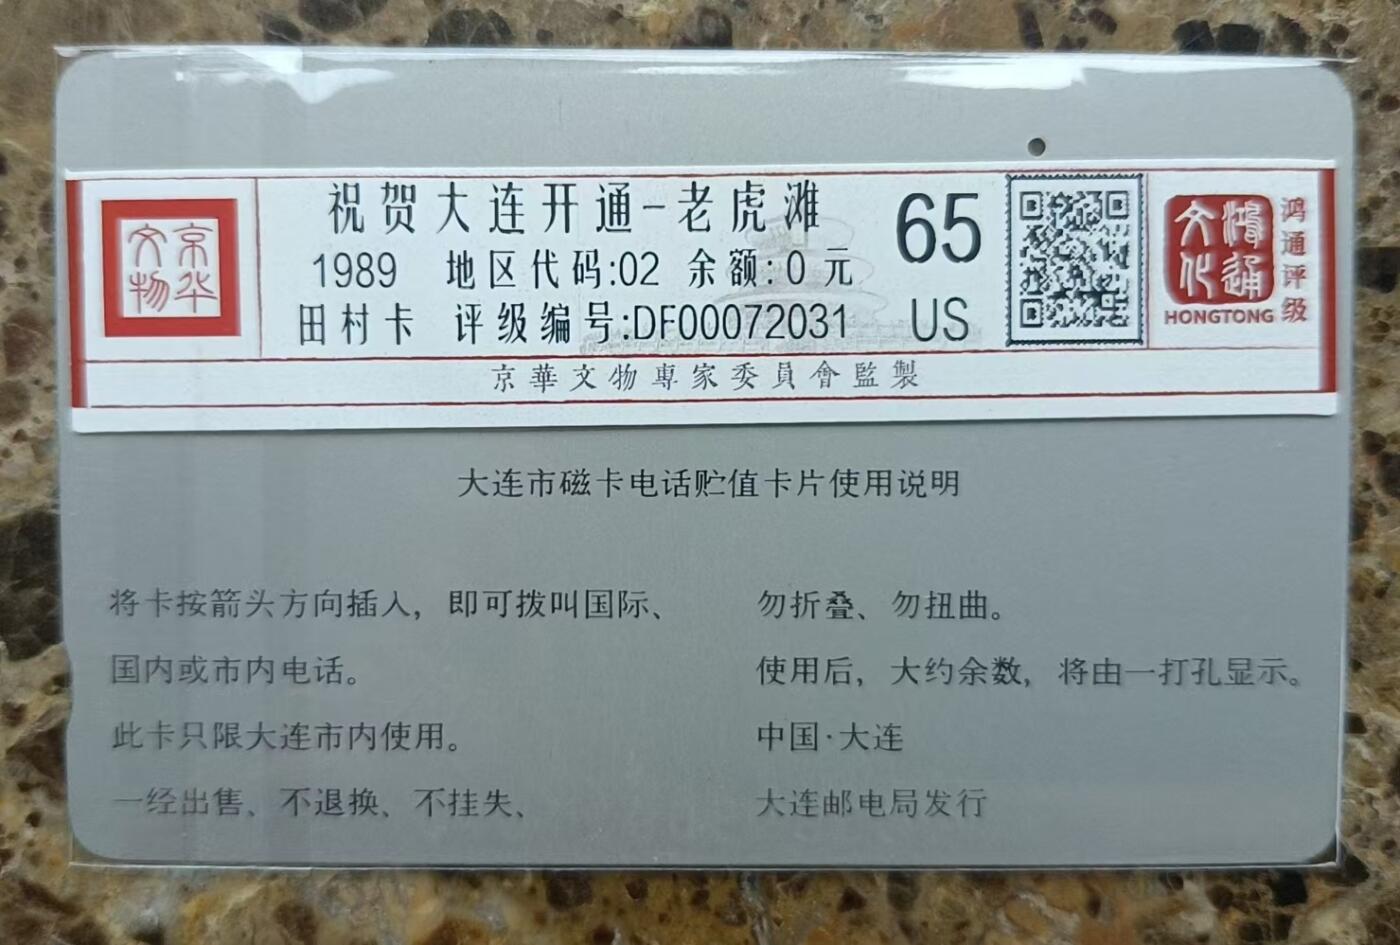 京华
文物
祝贺大连开通-老虎滩
1989 地区代码:02 余额:0元
田村卡 评级编号:DF00072031
65
US
鸿通
文化
HONGTONG
鸿通评级
京華文物專家委員會監製
大连市磁卡电话贮值卡片使用说明
将卡按箭头方向插入，即可拨叫国际、
国内或市内电话。
此卡只限大连市内使用。
一经出售、不退换、不挂失、
勿折叠、勿扭曲。
使用后，大约余数，将由一打孔显示。
中国·大连
大连邮电局发行